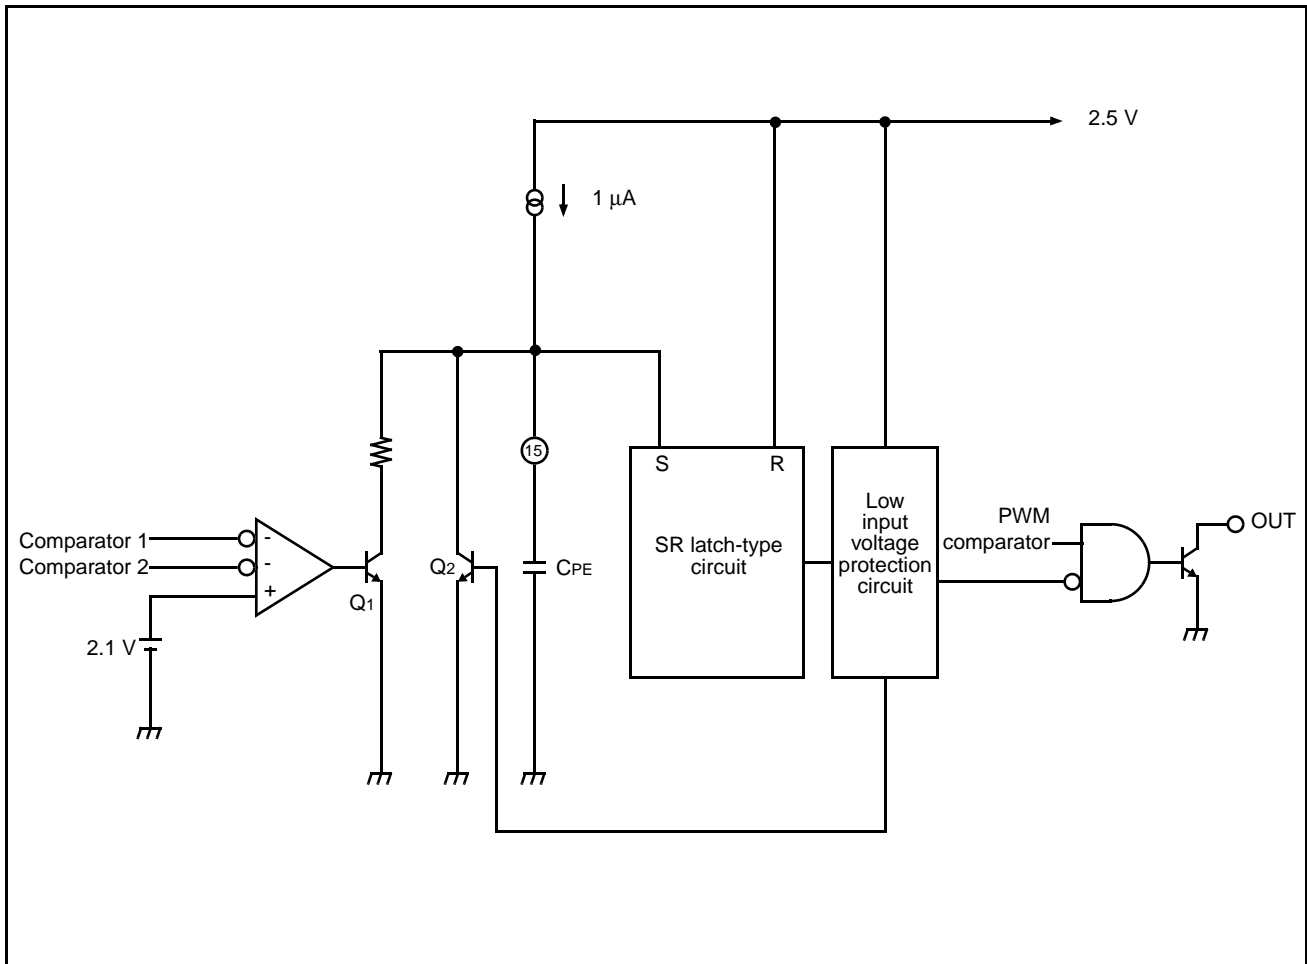 2.5 V
1 μA
15
S
R
SR latch-type
circuit
Low
input
voltage
protection
circuit
PWM
comparator
OUT
Comparator 1
Comparator 2
-
-
+
Q1
Q2
CPE
2.1 V